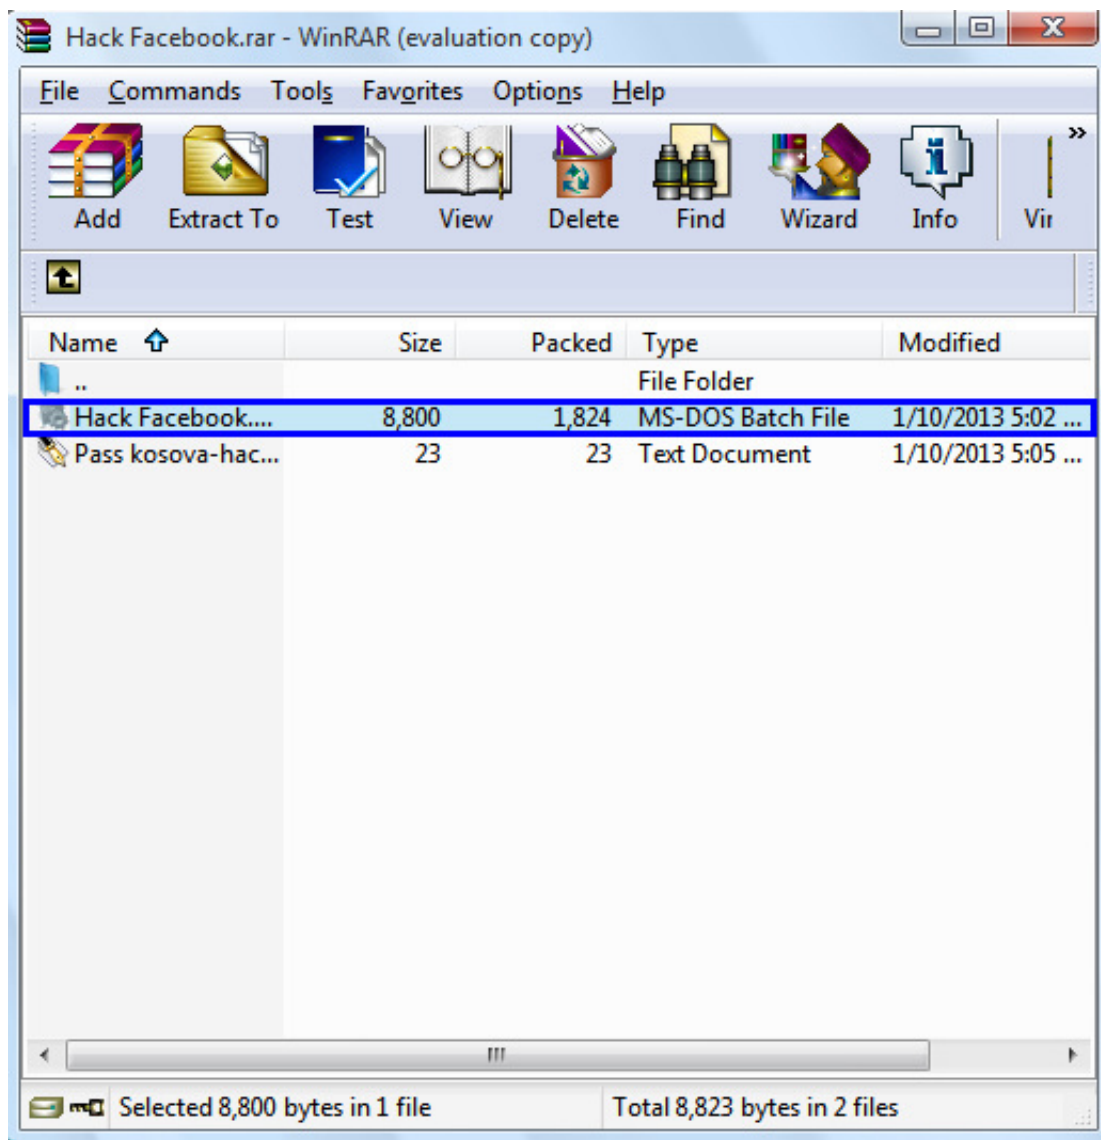 Hack Facebook.rar - WinRAR (evaluation copy)
File Commands Tools Favorites Options Help
»
Add Extract To Test View Delete Find Wizard Info Vir
Name Size Packed Type Modified
.. File Folder
Hack Facebook.... 8,800 1,824 MS-DOS Batch File 1/10/2013 5:02 ...
Pass kosova-hac... 23 23 Text Document 1/10/2013 5:05 ...
Selected 8,800 bytes in 1 file Total 8,823 bytes in 2 files